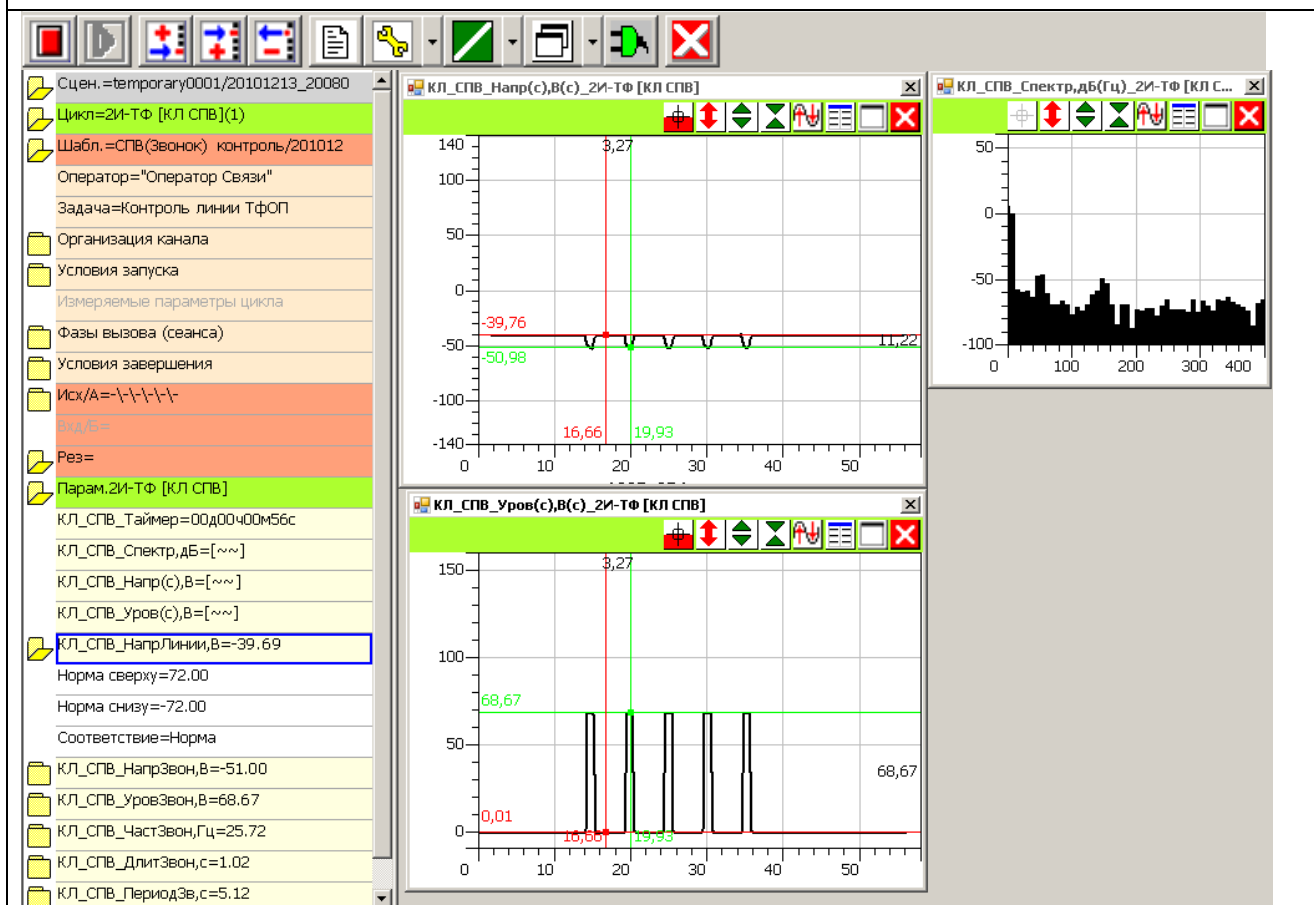 Сцен.=temporary0001/20101213_20080
Цикл=2И-ТФ [КЛ СПВ](1)
Шабл.=СПВ(Звонок) контроль/201012
Оператор="Оператор Связи"
Задача=Контроль линии ТфОП
Организация канала
Условия запуска
Измеряемые параметры цикла
Фазы вызова (сеанса)
Условия завершения
Исх/А=-\-\-\-\-\-
Вхд/Б=
Рез=
Парам.2И-ТФ [КЛ СПВ]
КЛ_СПВ_Таймер=00д00ч00м56с
КЛ_СПВ_Спектр,дБ=[~~]
КЛ_СПВ_Напр(с),В=[~~]
КЛ_СПВ_Уров(с),В=[~~]
КЛ_СПВ_НапрЛинии,В=-39.69
Норма сверху=72.00
Норма снизу=-72.00
Соответствие=Норма
КЛ_СПВ_НапрЗвон,В=-51.00
КЛ_СПВ_УровЗвон,В=68.67
КЛ_СПВ_ЧастЗвон,Гц=25.72
КЛ_СПВ_ДлитЗвон,с=1.02
КЛ_СПВ_ПериодЗв,с=5.12
КЛ_СПВ_Напр(с),В(с)_2И-ТФ [КЛ СПВ]
140
3,27
100
50
0
-39,76
-50
11,22
-50,98
-100
16,66 19,93
-140
0 10 20 30 40 50
КЛ_СПВ_Уров(с),В(с)_2И-ТФ [КЛ СПВ]
3,27
150
100
68,67
50
68,67
0,01
0
16,66 19,93
0 10 20 30 40 50
КЛ_СПВ_Спектр,дБ(Гц)_2И-ТФ [КЛ С...
50
0
-50
-100
0 100 200 300 400